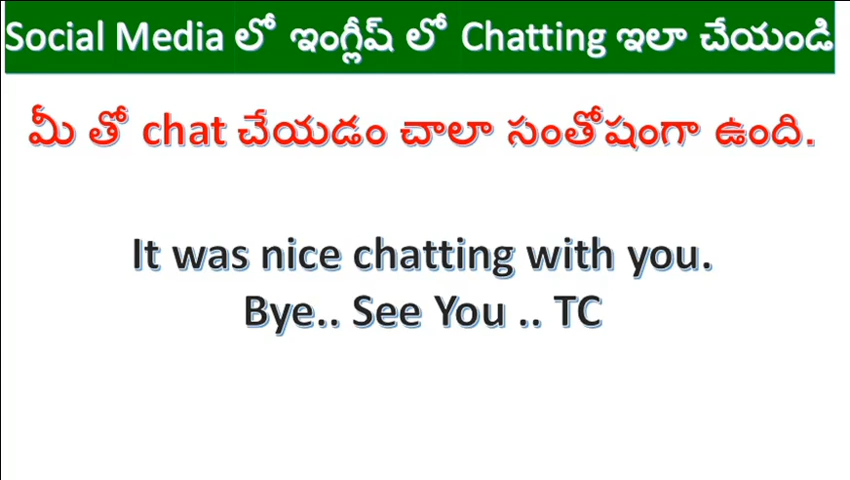 Social Media లో ఇంగ్లీష్ లో Chatting ఇలా చేయండి
మీ తో chat చేయడం చాలా సంతోషంగా ఉంది.
It was nice chatting with you.
Bye.. See You .. TC